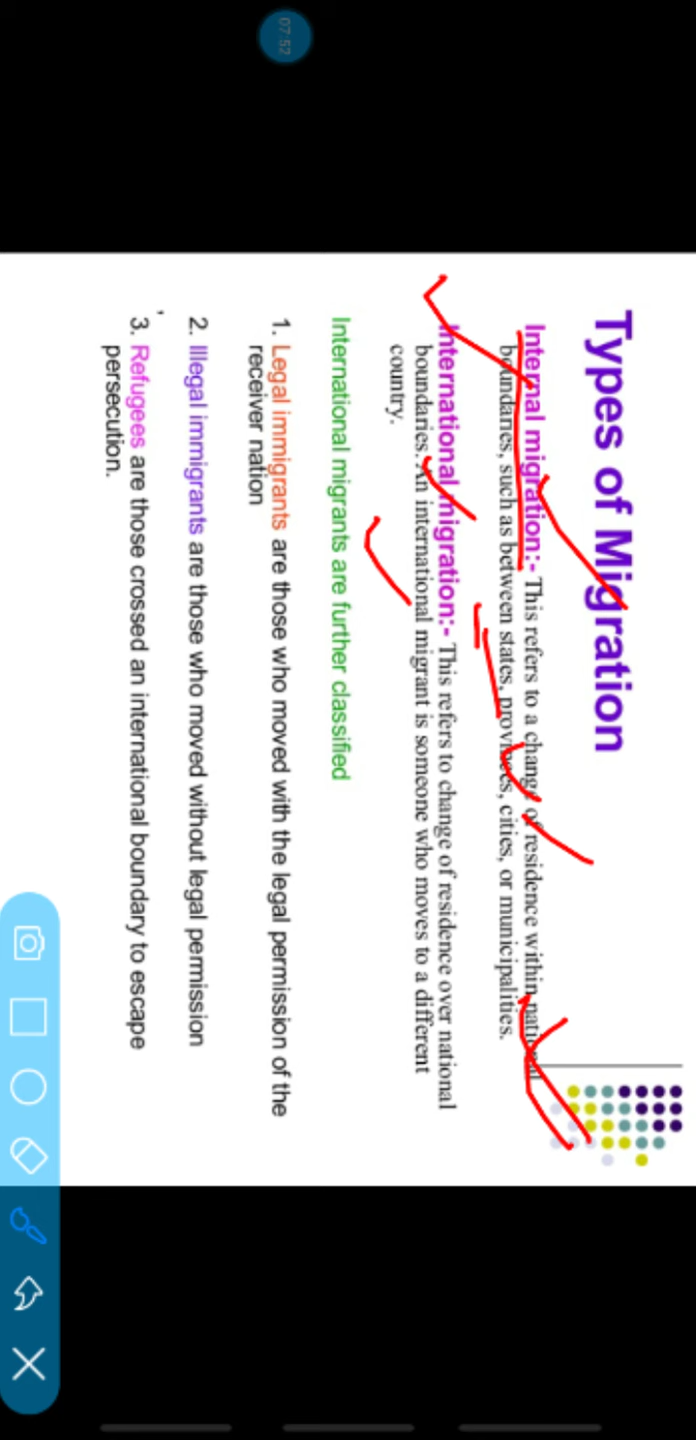 07:52
Types of Migration
Internal migration:- This refers to a change of residence within national
boundaries, such as between states, provinces, cities, or municipalities.
International migration:- This refers to change of residence over national
boundaries. An international migrant is someone who moves to a different
country.
International migrants are further classified
1. Legal immigrants are those who moved with the legal permission of the
receiver nation
2. Illegal immigrants are those who moved without legal permission
3. Refugees are those crossed an international boundary to escape
persecution.